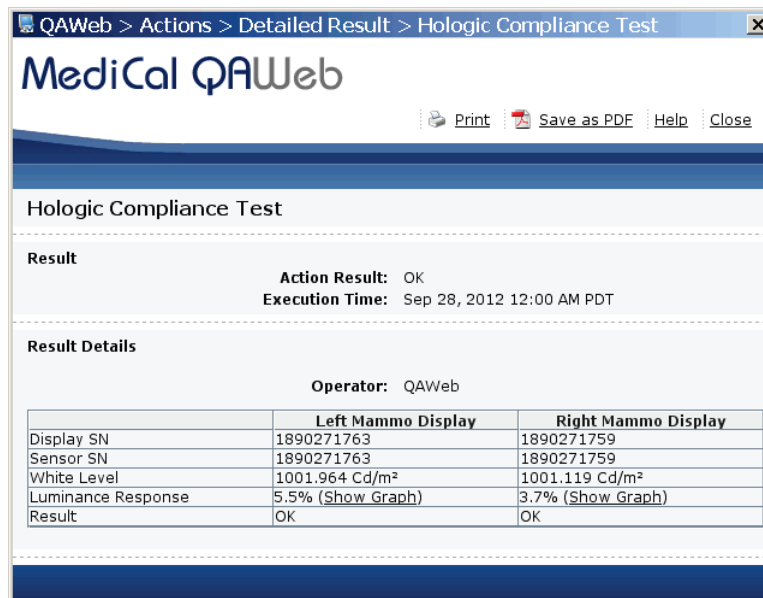 QAWeb > Actions > Detailed Result > Hologic Compliance Test
MediCal QAWeb
Print Save as PDF Help Close
Hologic Compliance Test
Result
Action Result: OK
Execution Time: Sep 28, 2012 12:00 AM PDT
Result Details
Operator: QAWeb
Left Mammo Display Right Mammo Display
Display SN 1890271763 1890271759
Sensor SN 1890271763 1890271759
White Level 1001.964 Cd/m² 1001.119 Cd/m²
Luminance Response 5.5% (Show Graph) 3.7% (Show Graph)
Result OK OK